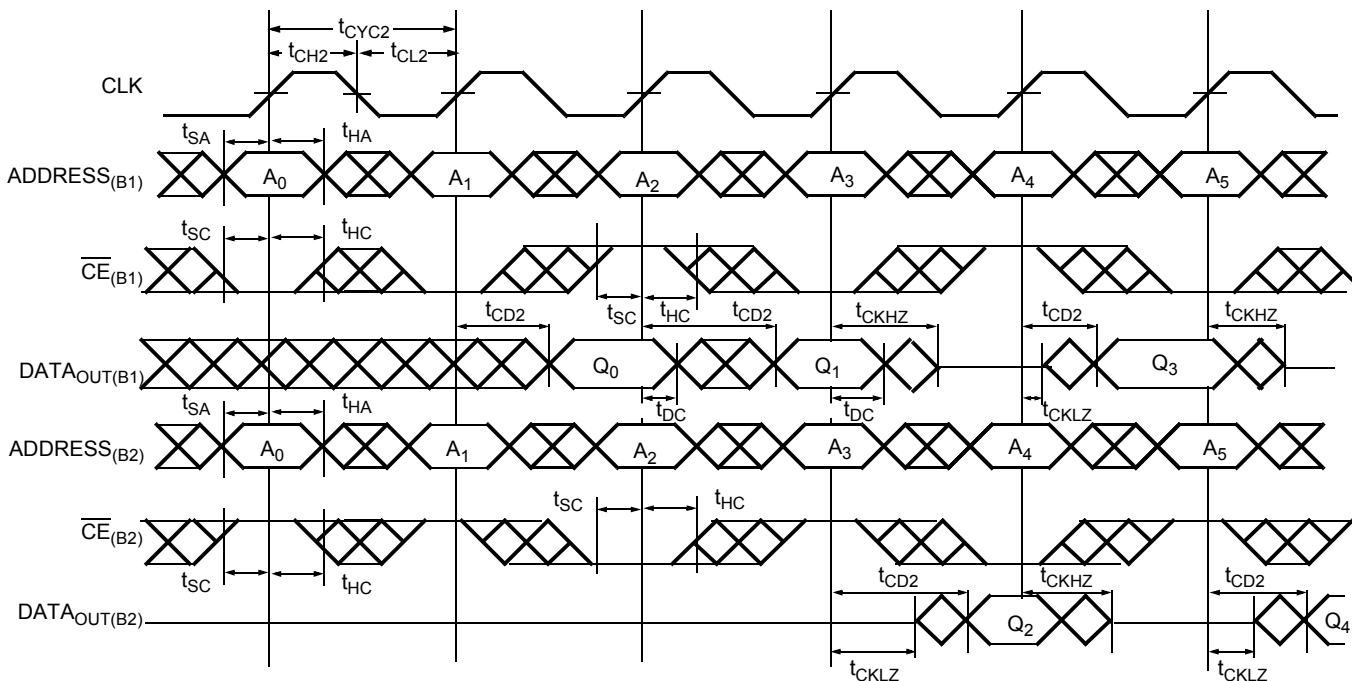 tCYC2
tCH2 tCL2
CLK
tSA tHA
ADDRESS(B1) A0 A1 A2 A3 A4 A5
tSC tHC
CE(B1)
tCD2 tSC tHC tCD2 tCKHZ tCD2 tCKHZ
DATAOUT(B1) Q0 Q1 Q3
tSA tHA tDC tDC tCKLZ
ADDRESS(B2) A0 A1 A2 A3 A4 A5
tSC tHC
CE(B2)
tSC tHC tCD2 tCKHZ tCD2
DATAOUT(B2) Q2 Q4
tCKLZ tCKLZ